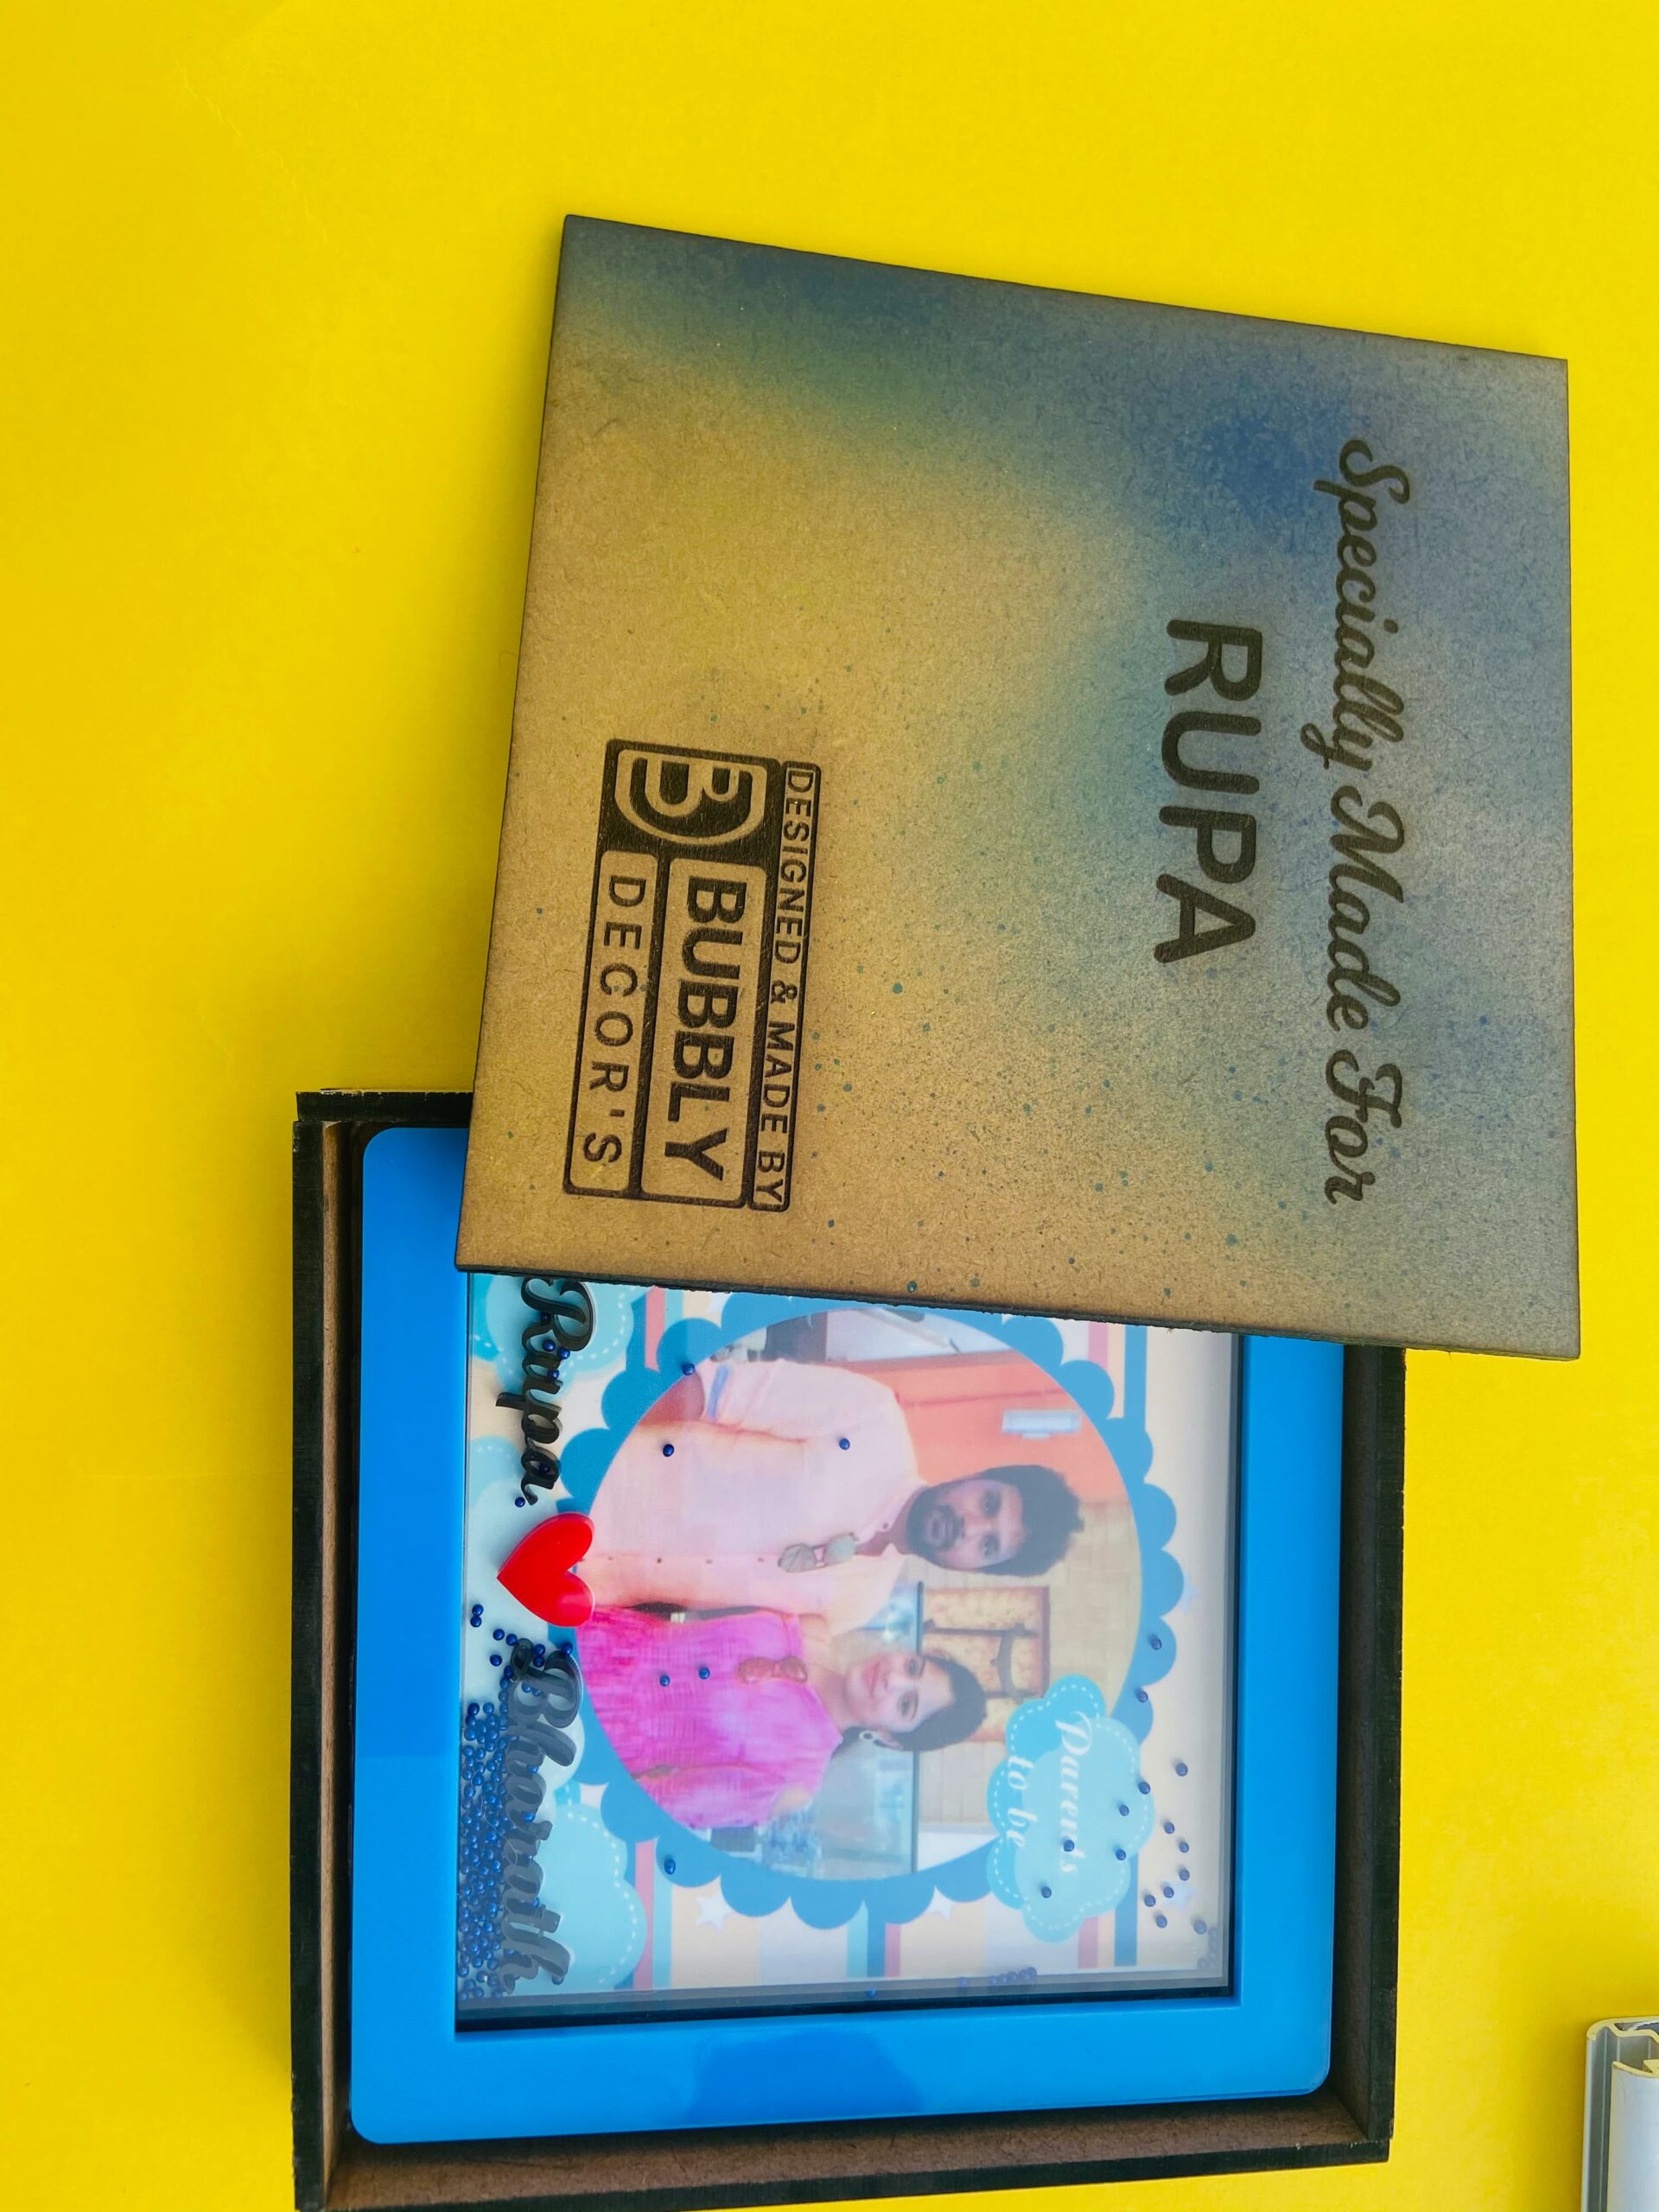 Specially Made For
RUPA
DESIGNED & MADE BY
B BUBBLY
DECOR'S
Parents
to be
Rupa Bharath